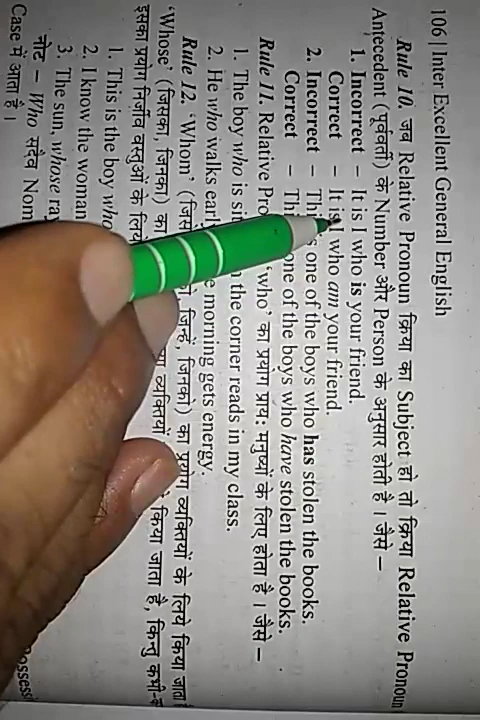 106 | Inter Excellent General English
Rule 10. जब Relative Pronoun क्रिया का Subject हो तो क्रिया Relative Pronoun
Antecedent (पूर्ववर्ती) के Number और Person के अनुसार होती है। जैसे –
1. Incorrect – It is I who is your friend.
Correct – It is I who am your friend.
2. Incorrect – This is one of the boys who has stolen the books.
Correct – one of the boys who have stolen the books.
Rule 11. Relative 'who' का प्रयोग प्राय: मनुष्यों के लिए होता है। जैसे –
1. The boy who is the corner reads in my class.
2. He who walks morning gets energy.
Rule 12. 'Whom' जिन्हें, जिनको) का प्रयोग व्यक्तियों के लिये किया जाता
'Whose' (जिसका, जिनका) का व्यक्तियों किया जाता है, किन्तु
इसका प्रयोग निर्जीव वस्तुओं के
1. This is the boy
2. I know the woman
3. The sun, whose
नोट – Who सदैव
Case में आता है।